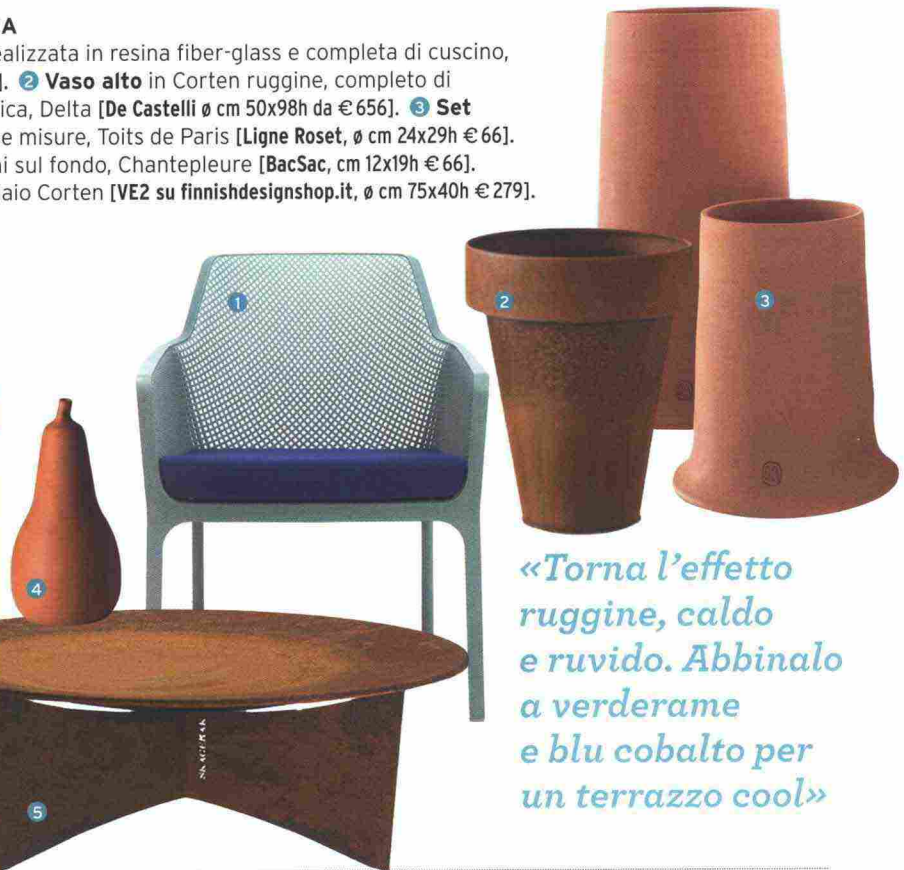 A
ealizzata in resina fiber-glass e completa di cuscino,
]. 2 Vaso alto in Corten ruggine, completo di
ica, Delta [De Castelli ø cm 50x98h da € 656]. 3 Set
e misure, Toits de Paris [Ligne Roset, ø cm 24x29h € 66].
i sul fondo, Chantepleure [BacSac, cm 12x19h € 66].
aio Corten [VE2 su finnishdesignshop.it, ø cm 75x40h € 279].
1
2
3
4
5
SKAGERAK
«Torna l'effetto
ruggine, caldo
e ruvido. Abbinalo
a verderame
e blu cobalto per
un terrazzo cool»